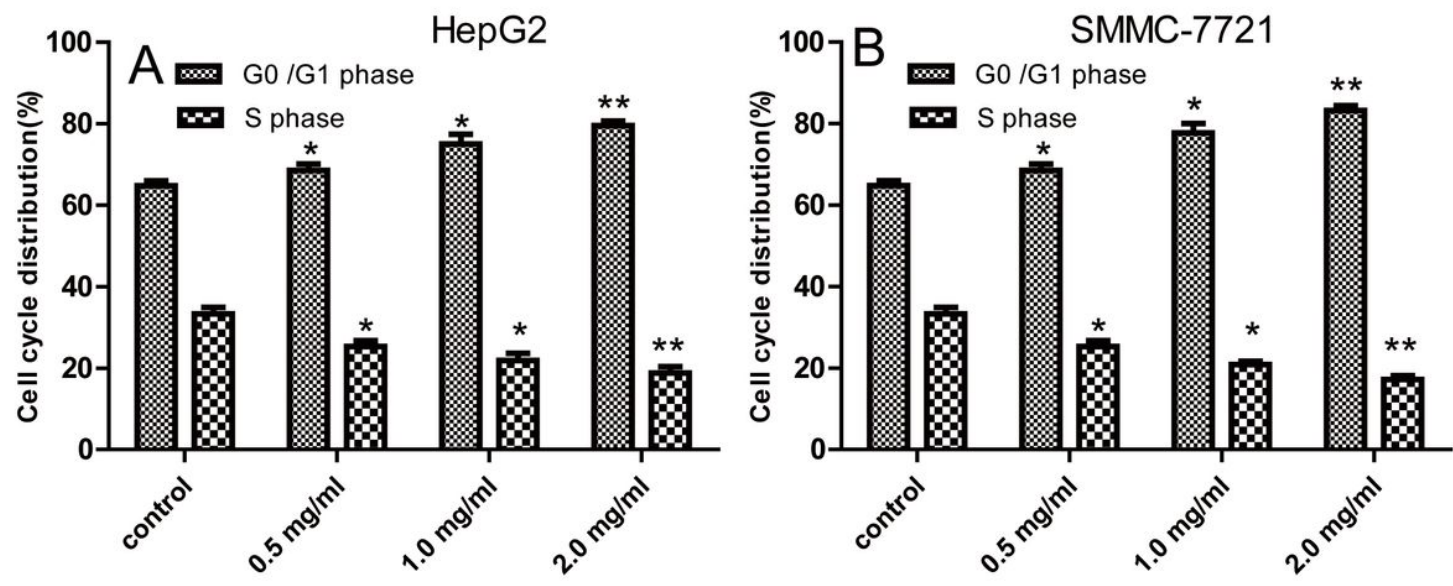 HepG2
A
G0 /G1 phase
S phase
Cell cycle distribution(%)
100
80
60
40
20
0
*
*
**
*
*
**
control
0.5 mg/ml
1.0 mg/ml
2.0 mg/ml
SMMC-7721
B
G0 /G1 phase
S phase
Cell cycle distribution(%)
100
80
60
40
20
0
*
*
**
*
*
**
control
0.5 mg/ml
1.0 mg/ml
2.0 mg/ml